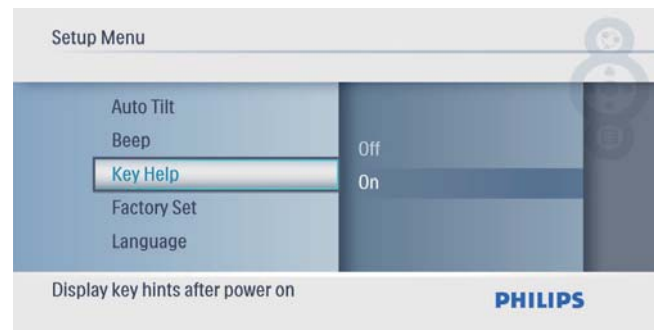 Setup Menu
Auto Tilt
Beep
Key Help
Factory Set
Language
Off
On
Display key hints after power on
PHILIPS